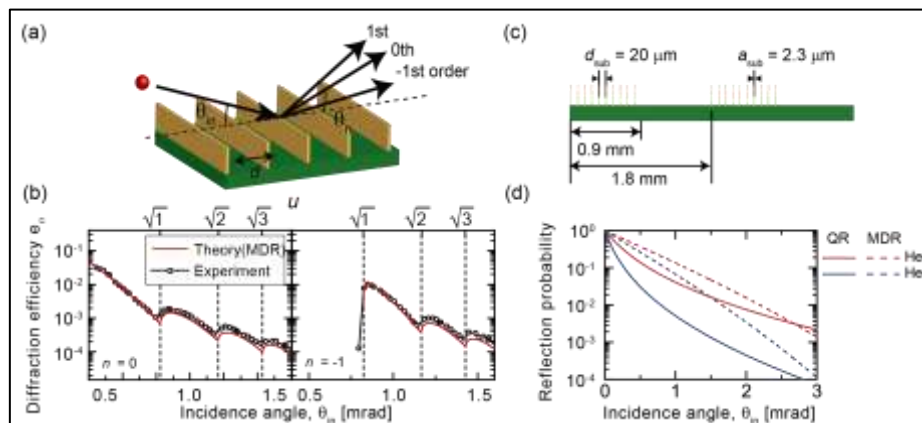 (a)
1st
0th
-1st order
θin
θ
d
(b)
u
√1 √2 √3 √1 √2 √3
Diffraction efficiency en
10⁻¹
10⁻²
10⁻³
10⁻⁴
Theory(MDR)
Experiment
n = 0
n = -1
0.5 1.0 1.5 1.0 1.5
Incidence angle, θin [mrad]
(c)
dsub = 20 μm
asub = 2.3 μm
0.9 mm
1.8 mm
(d)
Reflection probability
10⁰
10⁻¹
10⁻²
10⁻³
10⁻⁴
0 1 2 3
Incidence angle, θin [mrad]
QR MDR
He
He